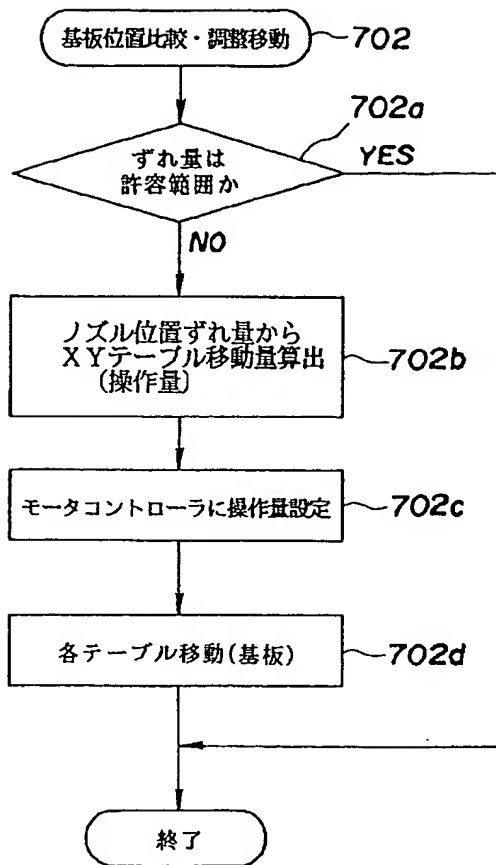 基板位置比較・調整移動
702
702a
ずれ量は
許容範囲か
YES
NO
ノズル位置ずれ量から
XYテーブル移動量算出
(操作量)
702b
モータコントローラに操作量設定
702c
各テーブル移動(基板)
702d
終了